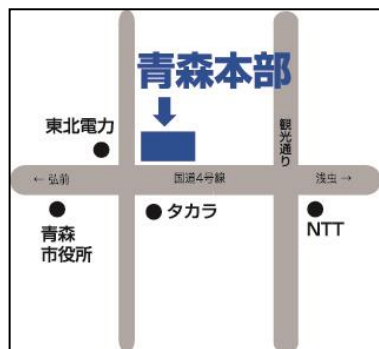 青森本部
東北電力
観光通り
← 弘前
国道4号線
浅虫 →
タカラ
NTT
青森
市役所